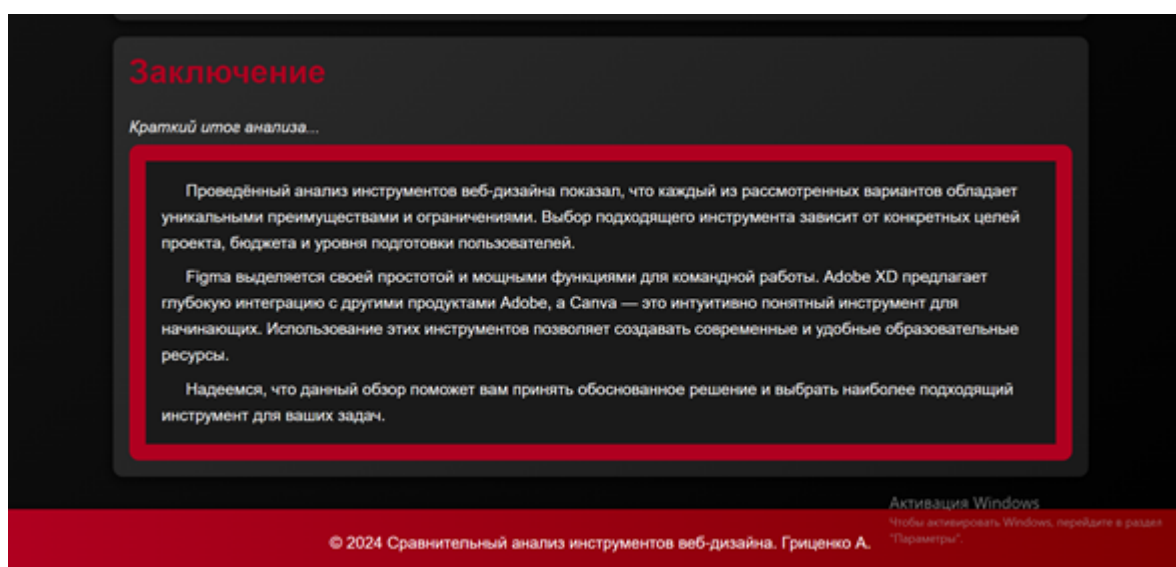 Заключение
Краткий итог анализа...
Проведённый анализ инструментов веб-дизайна показал, что каждый из рассмотренных вариантов обладает
уникальными преимуществами и ограничениями. Выбор подходящего инструмента зависит от конкретных целей
проекта, бюджета и уровня подготовки пользователей.
Figma выделяется своей простотой и мощными функциями для командной работы. Adobe XD предлагает
глубокую интеграцию с другими продуктами Adobe, а Canva — это интуитивно понятный инструмент для
начинающих. Использование этих инструментов позволяет создавать современные и удобные образовательные
ресурсы.
Надеемся, что данный обзор поможет вам принять обоснованное решение и выбрать наиболее подходящий
инструмент для ваших задач.
Активация Windows
Чтобы активировать Windows, перейдите в раздел
"Параметры".
© 2024 Сравнительный анализ инструментов веб-дизайна. Гриценко А.